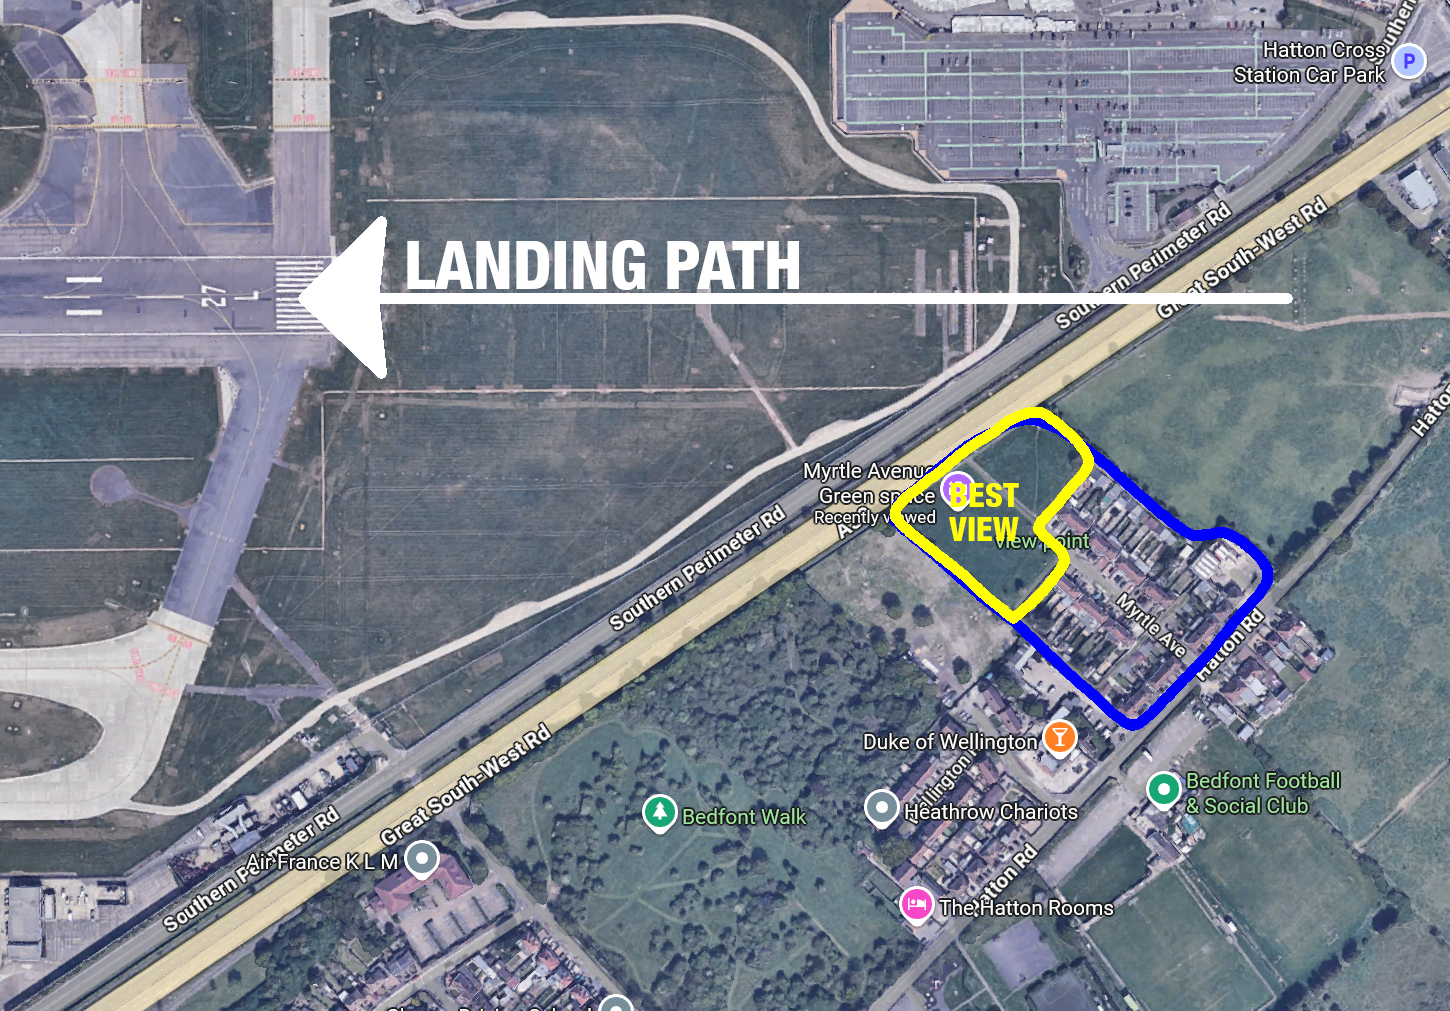 Hatton Cross
Station Car Park
P
Southern
LANDING PATH
27
L
Southern Perimeter Rd
Great South-West Rd
Hatton
Myrtle Avenue
Green space
Recently viewed
BEST
VIEW
View point
Southern Perimeter Rd
Myrtle Ave
Hatton Rd
Duke of Wellington
Wellington
Bedfont Football
& Social Club
Heathrow Chariots
Bedfont Walk
Great South-West Rd
Air France K L M
Southern Perimeter Rd
Hatton Rd
The Hatton Rooms